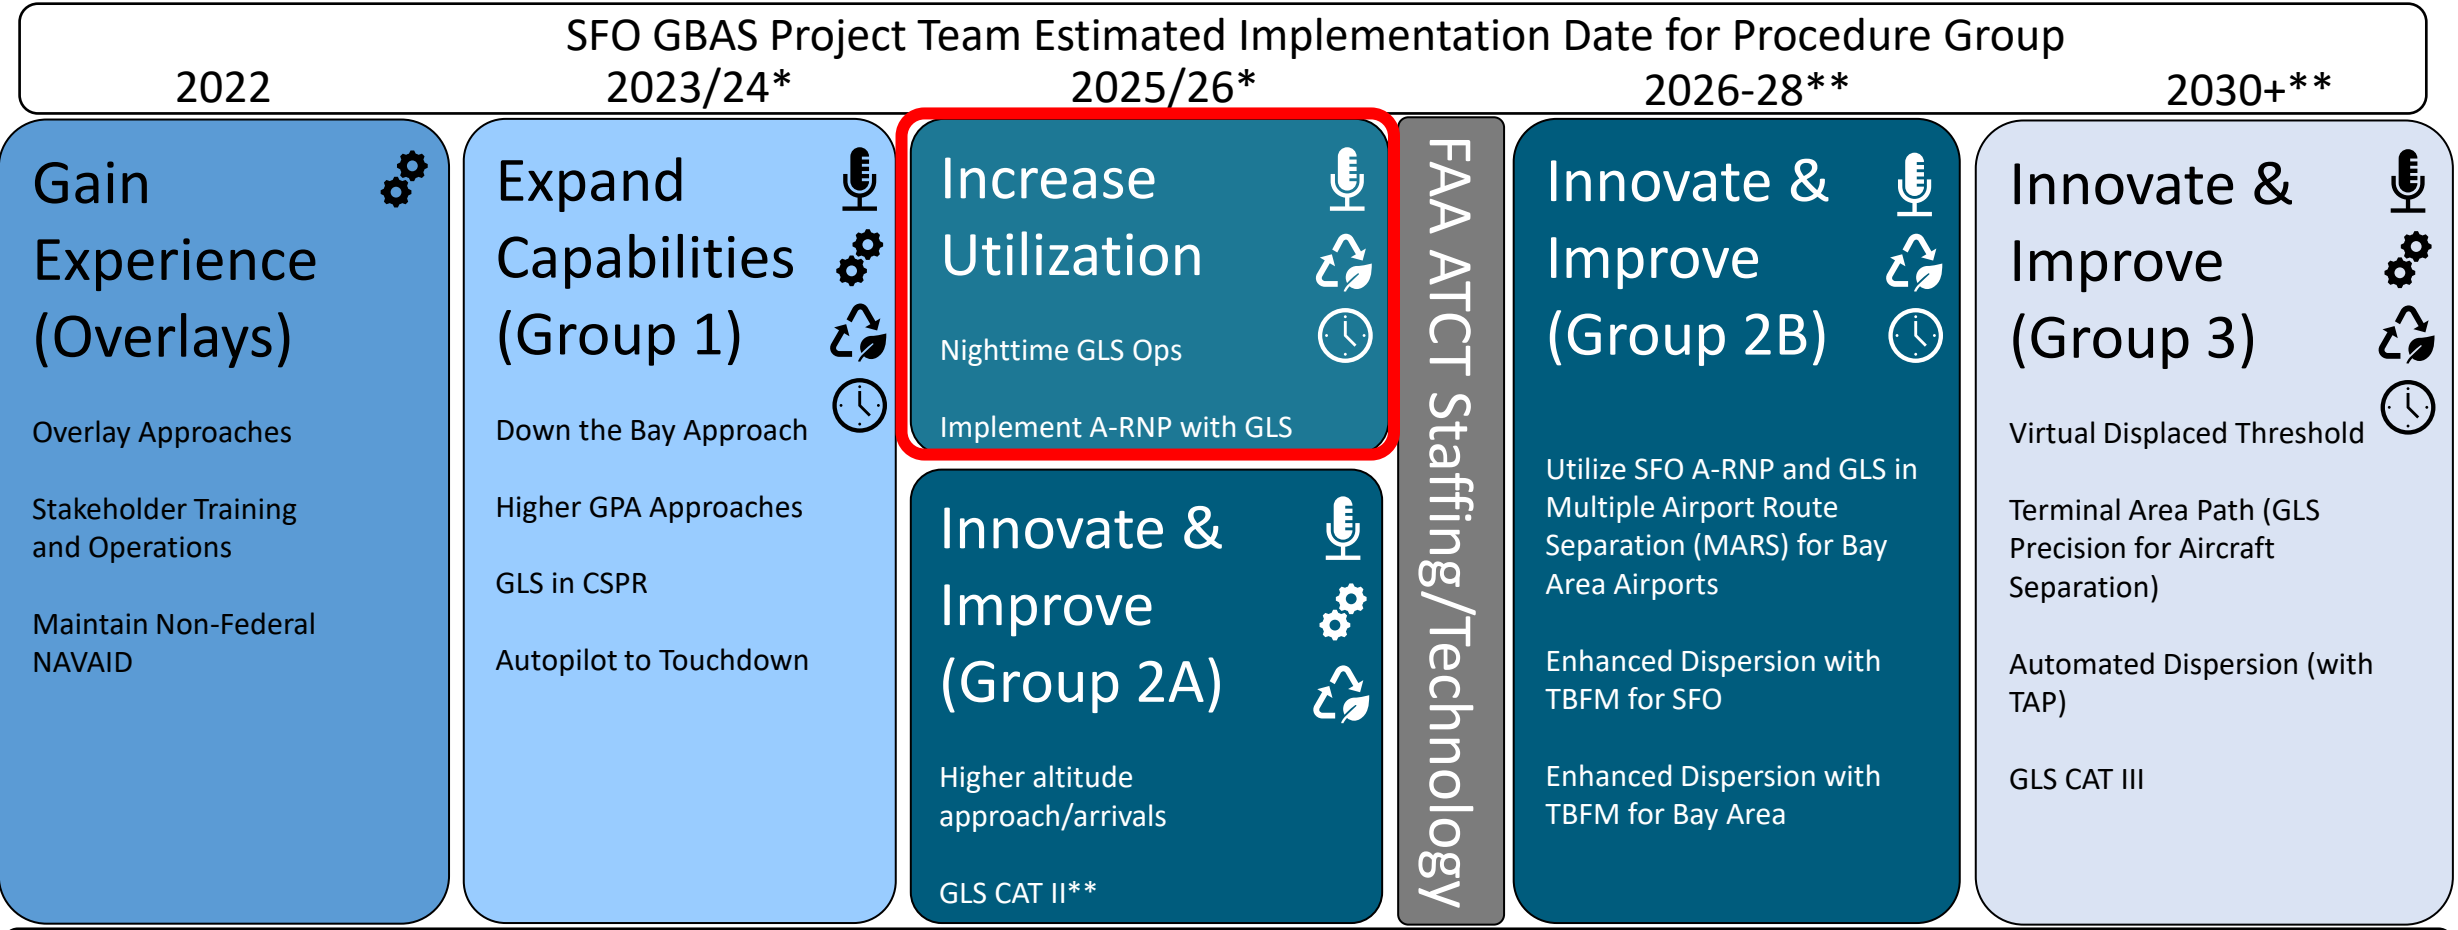 SFO GBAS Project Team Estimated Implementation Date for Procedure Group
2022
2023/24*
2025/26*
2026-28**
2030+**
Gain
Experience
(Overlays)
Overlay Approaches
Stakeholder Training
and Operations
Maintain Non-Federal
NAVAID
Expand
Capabilities
(Group 1)
Down the Bay Approach
Higher GPA Approaches
GLS in CSPR
Autopilot to Touchdown
Increase
Utilization
Nighttime GLS Ops
Implement A-RNP with GLS
Innovate &
Improve
(Group 2A)
Higher altitude
approach/arrivals
GLS CAT II**
FAA ATCT Staffing/Technology
Innovate &
Improve
(Group 2B)
Utilize SFO A-RNP and GLS in
Multiple Airport Route
Separation (MARS) for Bay
Area Airports
Enhanced Dispersion with
TBFM for SFO
Enhanced Dispersion with
TBFM for Bay Area
Innovate &
Improve
(Group 3)
Virtual Displaced Threshold
Terminal Area Path (GLS
Precision for Aircraft
Separation)
Automated Dispersion (with
TAP)
GLS CAT III